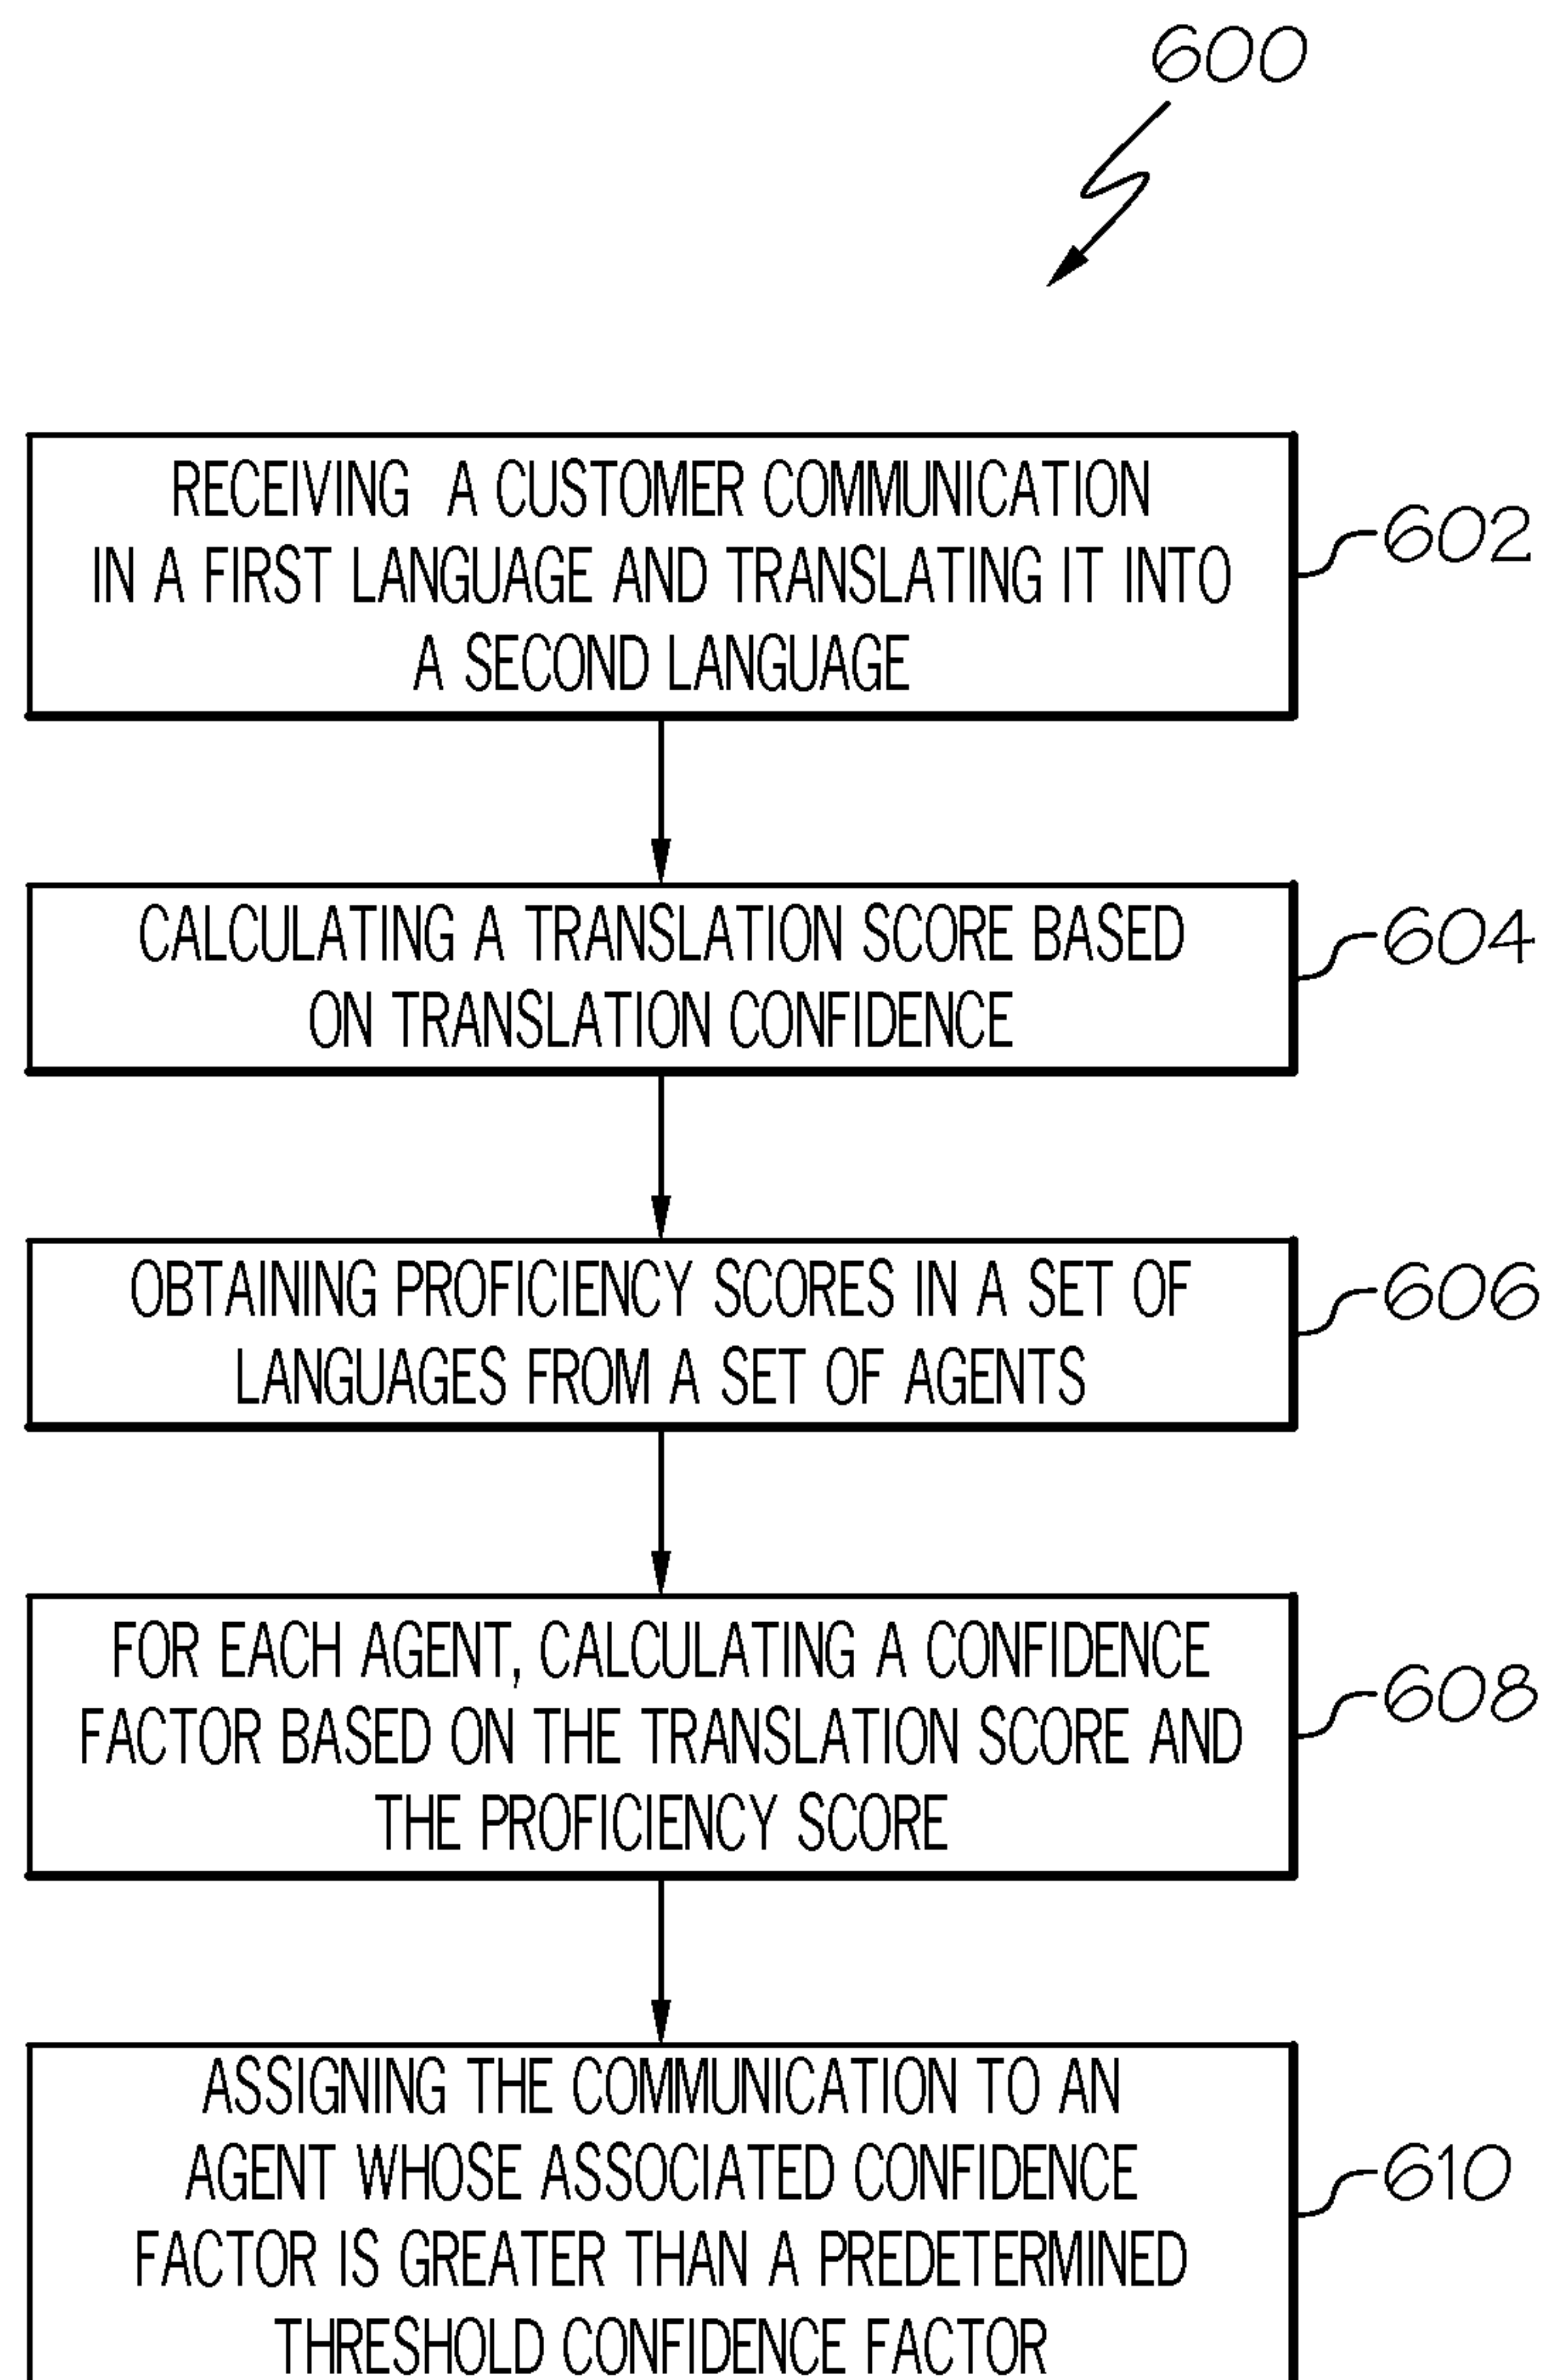 600
RECEIVING A CUSTOMER COMMUNICATION
IN A FIRST LANGUAGE AND TRANSLATING IT INTO
A SECOND LANGUAGE
602
CALCULATING A TRANSLATION SCORE BASED
ON TRANSLATION CONFIDENCE
604
OBTAINING PROFICIENCY SCORES IN A SET OF
LANGUAGES FROM A SET OF AGENTS
606
FOR EACH AGENT, CALCULATING A CONFIDENCE
FACTOR BASED ON THE TRANSLATION SCORE AND
THE PROFICIENCY SCORE
608
ASSIGNING THE COMMUNICATION TO AN
AGENT WHOSE ASSOCIATED CONFIDENCE
FACTOR IS GREATER THAN A PREDETERMINED
THRESHOLD CONFIDENCE FACTOR
610